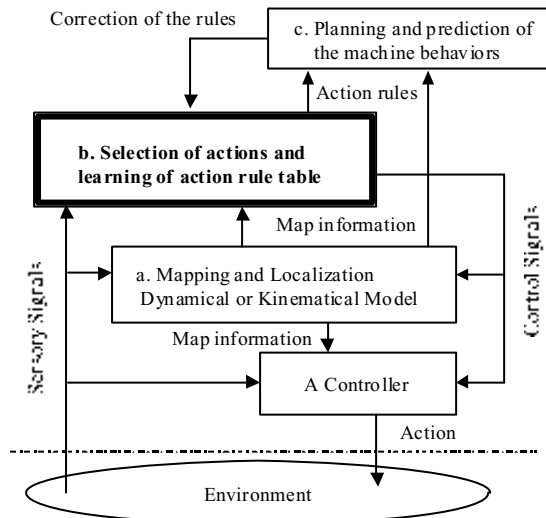 Correction of the rules
c. Planning and prediction of
the machine behaviors
Action rules
b. Selection of actions and
learning of action rule table
Map information
a. Mapping and Localization
Dynamical or Kinematical Model
Sensory Signals
Control Signals
Map information
A Controller
Action
Environment